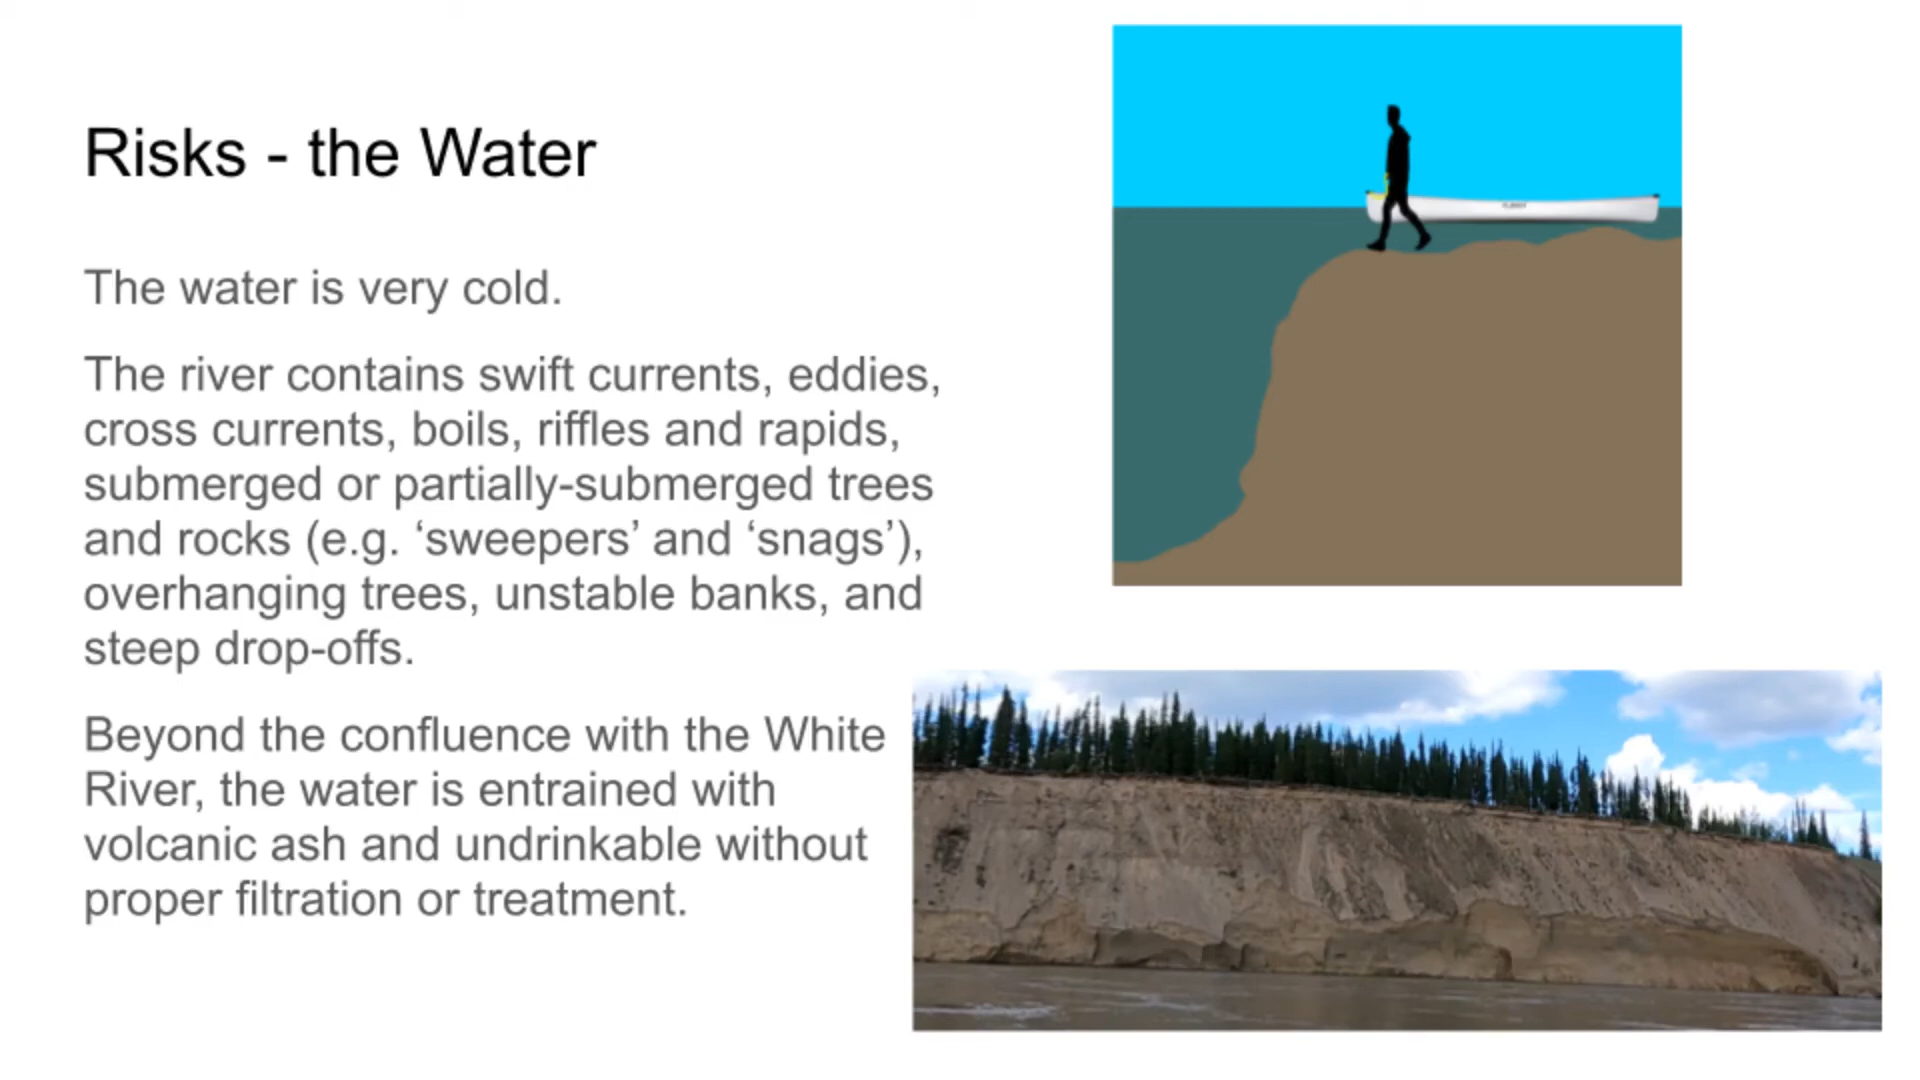 Risks - the Water
The water is very cold.
The river contains swift currents, eddies,
cross currents, boils, riffles and rapids,
submerged or partially-submerged trees
and rocks (e.g. ‘sweepers’ and ‘snags’),
overhanging trees, unstable banks, and
steep drop-offs.
Beyond the confluence with the White
River, the water is entrained with
volcanic ash and undrinkable without
proper filtration or treatment.